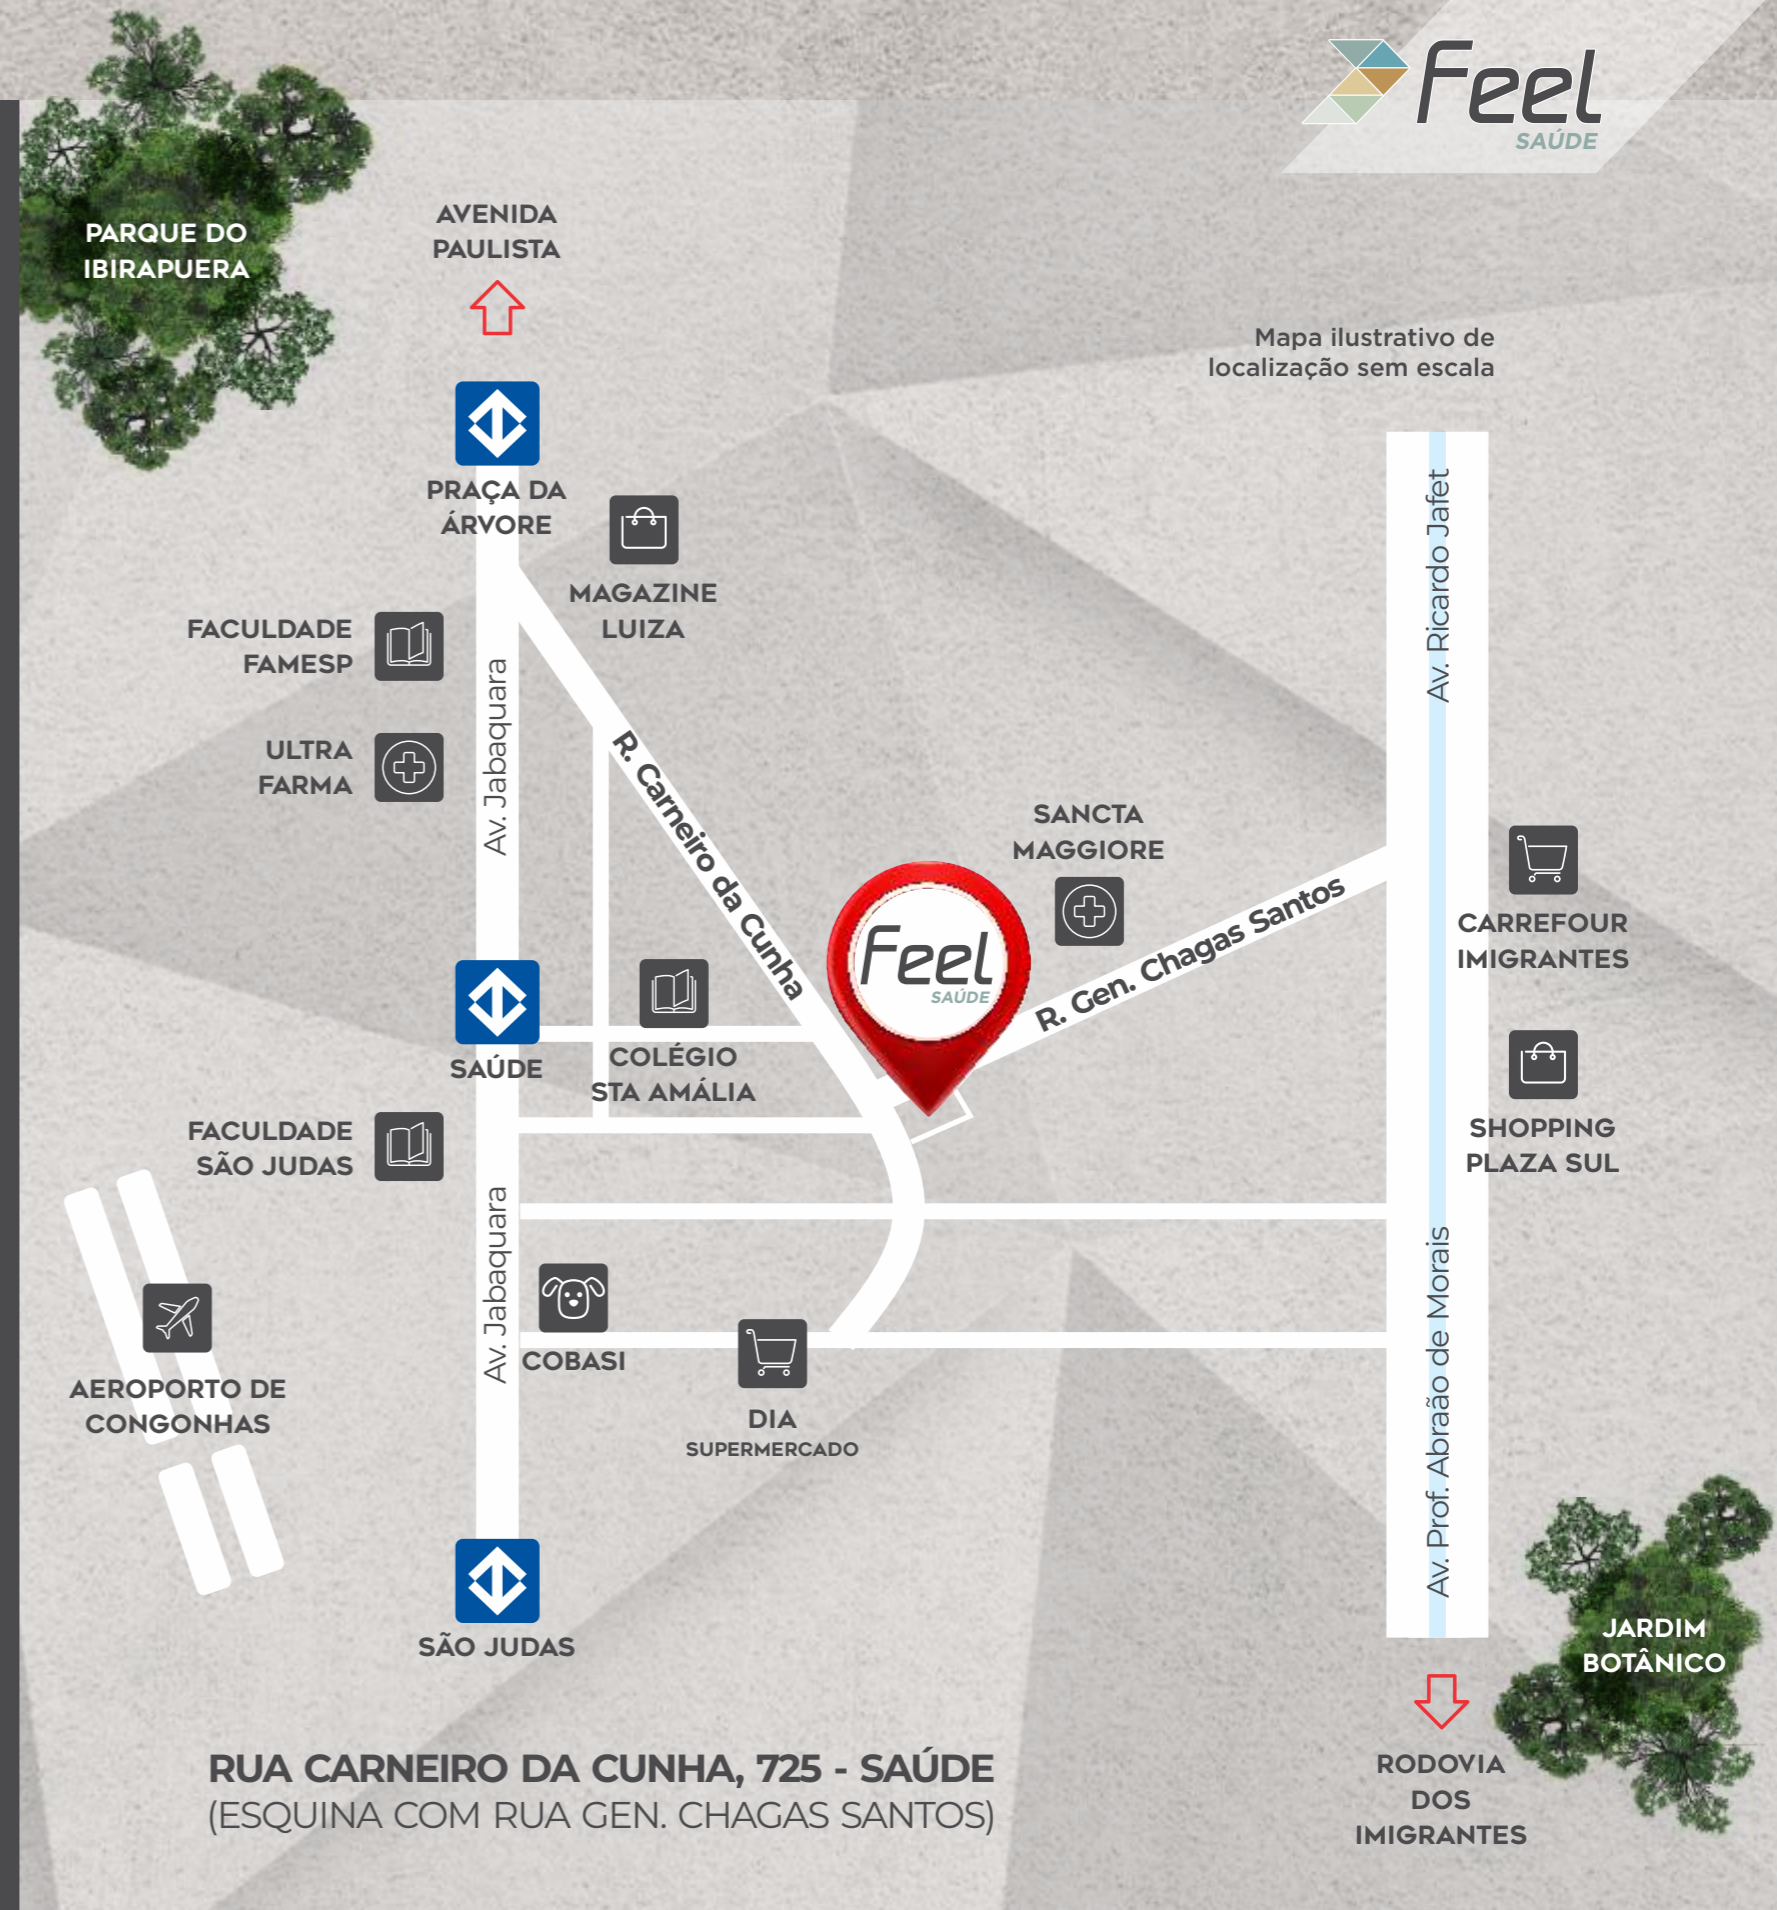 Feel
SAÚDE
PARQUE DO
IBIRAPUERA
AVENIDA
PAULISTA
Mapa ilustrativo de
localização sem escala
PRAÇA DA
ÁRVORE
MAGAZINE
LUIZA
Av. Ricardo Jafet
FACULDADE
FAMESP
ULTRA
FARMA
Av. Jabaquara
R. Carneiro da Cunha
SANCTA
MAGGIORE
Feel
SAÚDE
R. Gen. Chagas Santos
CARREFOUR
IMIGRANTES
SAÚDE
COLÉGIO
STA AMÁLIA
SHOPPING
PLAZA SUL
FACULDADE
SÃO JUDAS
Av. Jabaquara
Av. Prof. Abraão de Morais
COBASI
AEROPORTO DE
CONGONHAS
DIA
SUPERMERCADO
SÃO JUDAS
JARDIM
BOTÂNICO
RODOVIA
DOS
IMIGRANTES
RUA CARNEIRO DA CUNHA, 725 - SAÚDE
(ESQUINA COM RUA GEN. CHAGAS SANTOS)